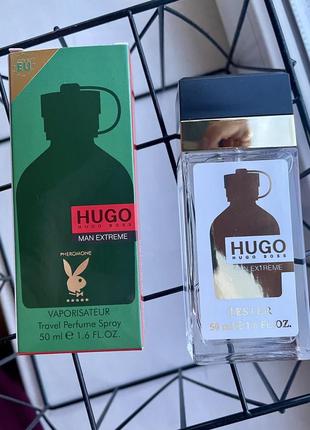 EU
HUGO
HUGO BOSS
MAN EXTREME
PHEROMONE
VAPORISATEUR
Travel Perfume Spray
50 ml ℮ 1.6 FL.OZ.
HUGO
HUGO BOSS
MAN EXTREME
TESTER
50 ml ℮ 1.6 FL.OZ.